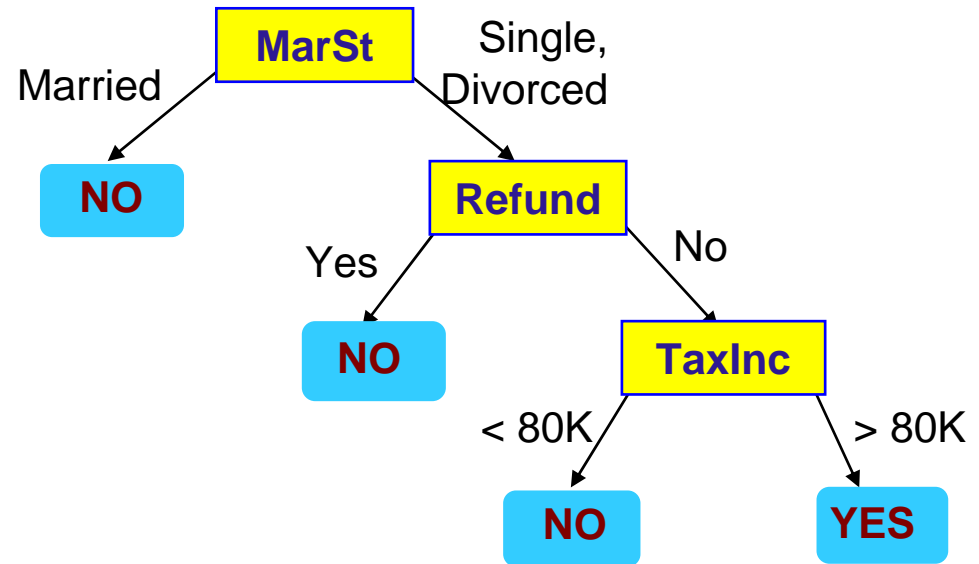 MarSt
Single,
Divorced
Married
NO
Refund
Yes
No
NO
TaxInc
< 80K
> 80K
NO
YES